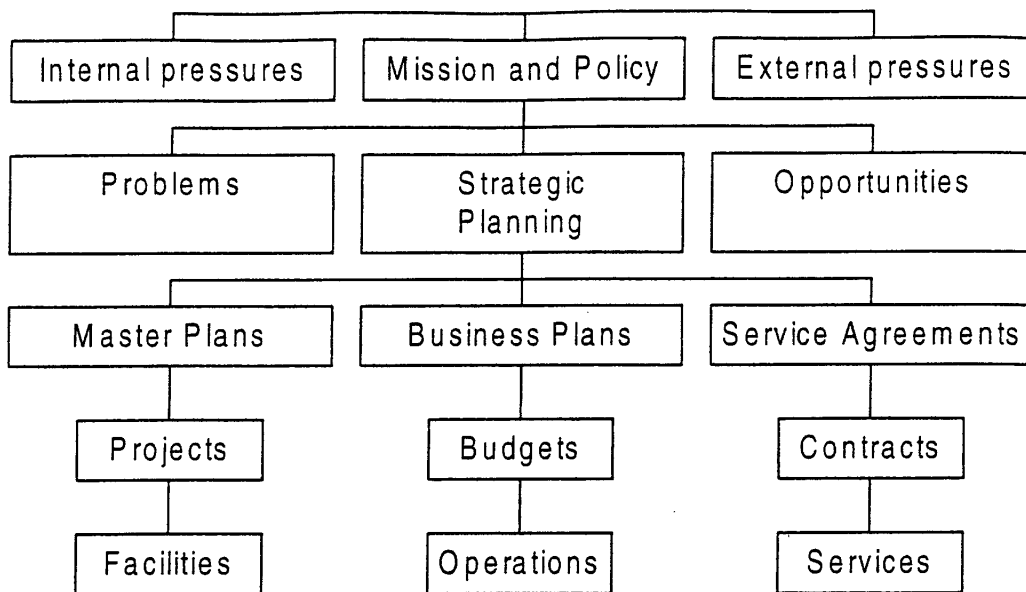 Internal pressures
Mission and Policy
External pressures
Problems
Strategic
Planning
Opportunities
Master Plans
Business Plans
Service Agreements
Projects
Budgets
Contracts
Facilities
Operations
Services